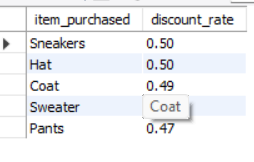 item_purchased discount_rate
Sneakers 0.50
Hat 0.50
Coat 0.49
Sweater Coat
Pants 0.47